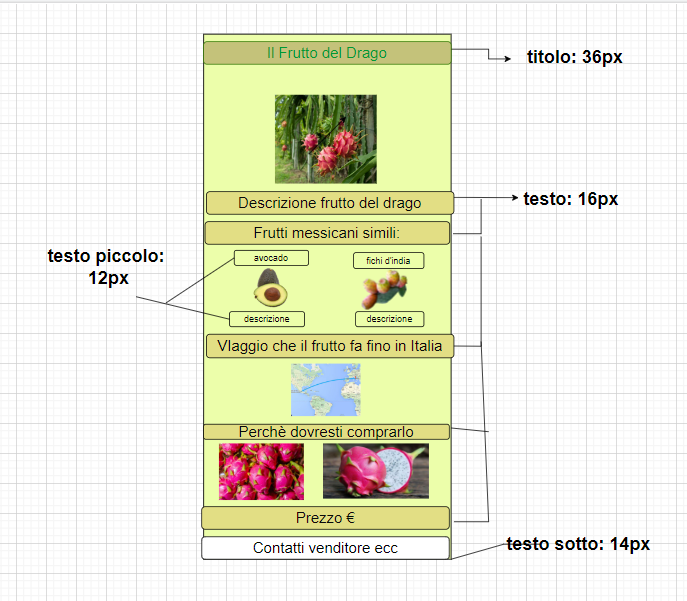 Il Frutto del Drago
titolo: 36px
Descrizione frutto del drago
testo: 16px
Frutti messicani simili:
testo piccolo:
12px
avocado
fichi d'india
descrizione
descrizione
VIaggio che il frutto fa fino in Italia
Perchè dovresti comprarlo
Prezzo €
Contatti venditore ecc
testo sotto: 14px